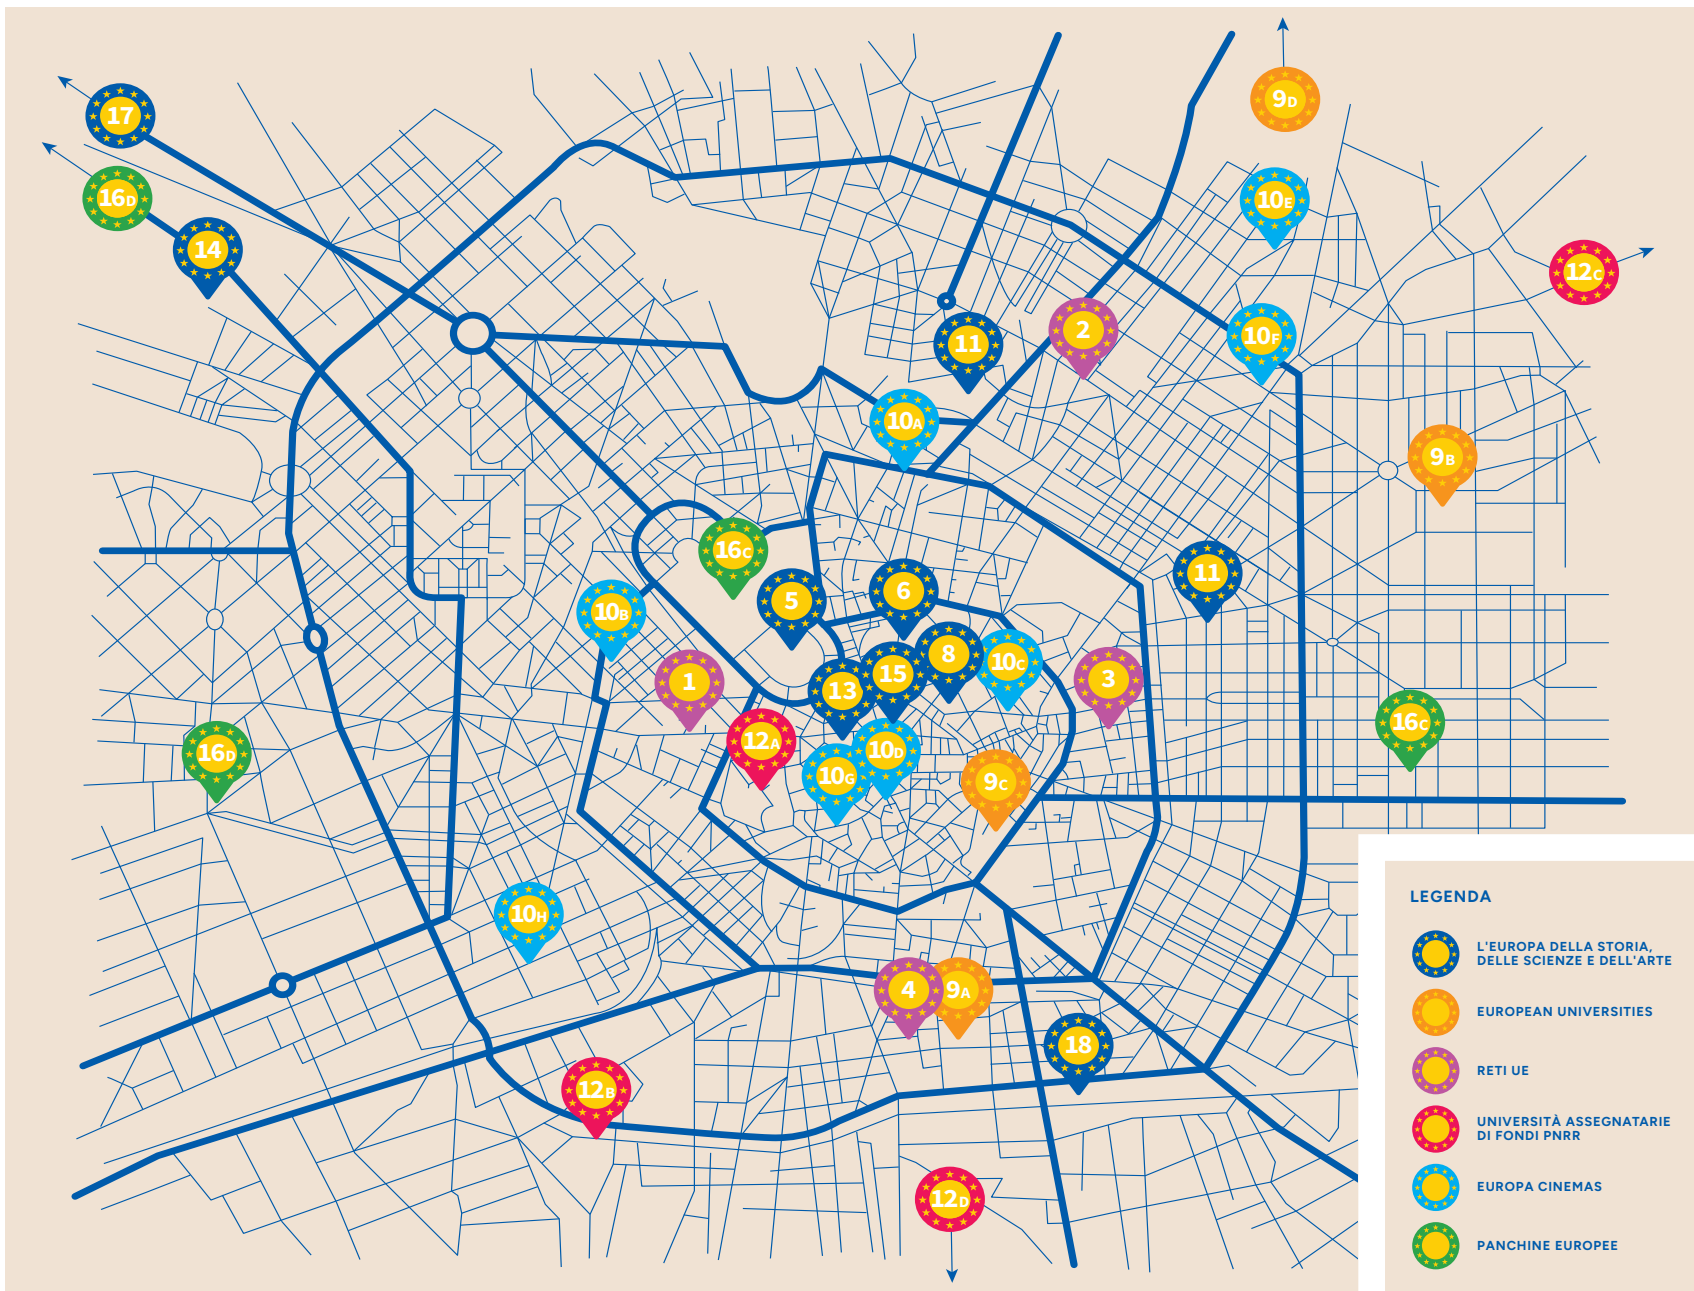 9D
17
16D
10E
14
12C
2
10F
11
10A
9B
16C
11
5
6
10B
8
10C
15
3
1
13
16C
12A
10D
16D
10G
9C
10H
4
9A
18
12B
12D
LEGENDA
L'EUROPA DELLA STORIA,
DELLE SCIENZE E DELL'ARTE
EUROPEAN UNIVERSITIES
RETI UE
UNIVERSITÀ ASSEGNATARIE
DI FONDI PNRR
EUROPA CINEMAS
PANCHINE EUROPEE